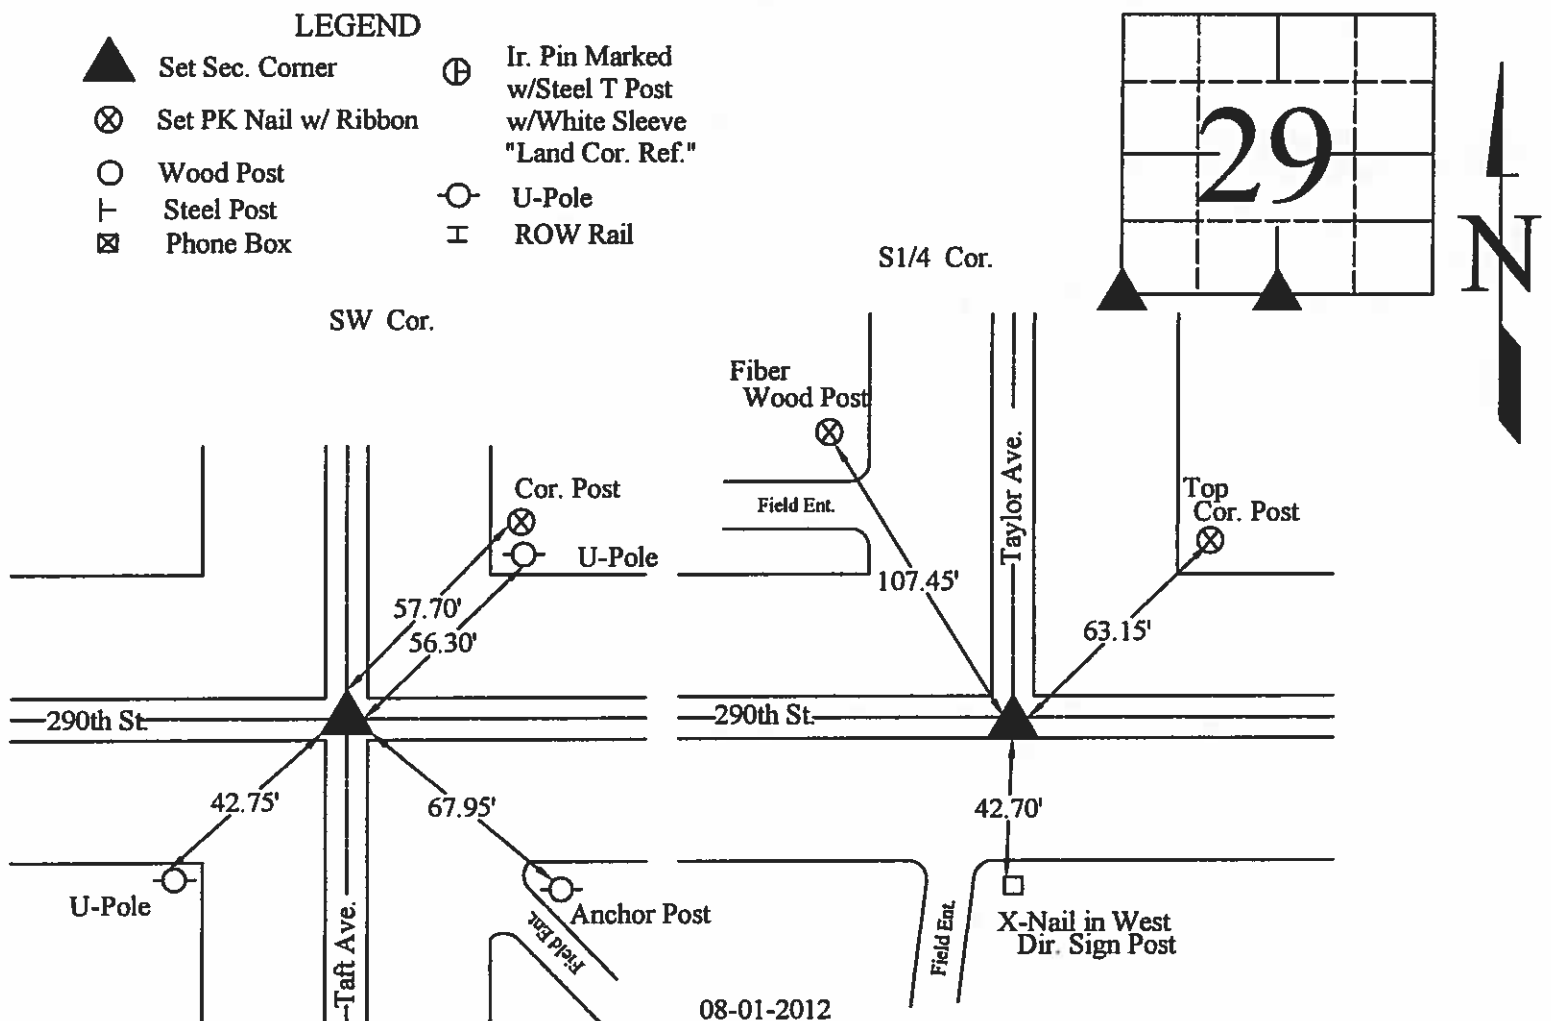 LEGEND
Set Sec. Corner
Set PK Nail w/ Ribbon
Wood Post
Steel Post
Phone Box
Ir. Pin Marked
w/Steel T Post
w/White Sleeve
"Land Cor. Ref."
U-Pole
ROW Rail
29
N
SW Cor.
Cor. Post
U-Pole
57.70'
56.30'
290th St.
42.75'
67.95'
U-Pole
Anchor Post
Field Ent.
Taft Ave.
S1/4 Cor.
Fiber
Wood Post
Field Ent.
Taylor Ave.
Top
Cor. Post
107.45'
63.15'
290th St.
42.70'
Field Ent.
X-Nail in West
Dir. Sign Post
08-01-2012